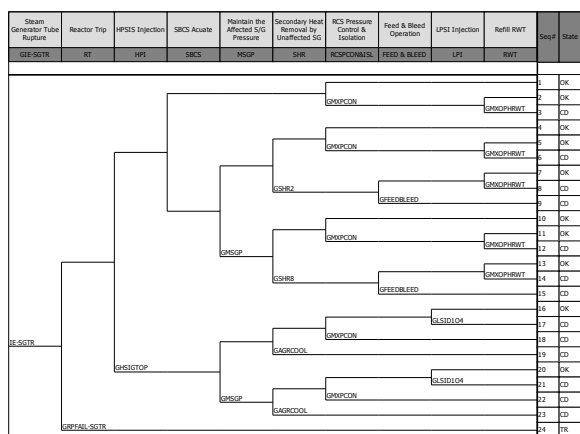 Steam Generator Tube Rupture
Reactor Trip
HPSIS Injection
SBCS Acuate
Maintain the Affected S/G Pressure
Secondary Heat Removal by Unaffected SG
RCS Pressure Control & Isolation
Feed & Bleed Operation
LPSI Injection
Refill RWT
Seq#
State
GIE-SGTR
RT
HPI
SBCS
MSGP
SHR
RCSPCON&ISL
FEED & BLEED
LPI
RWT
1 OK
GMXPCON
2 OK
GMXOPHRWT
3 CD
4 OK
GMXPCON
5 OK
GMXOPHRWT
6 CD
7 OK
GMXOPHRWT
GSHR2
8 CD
GFEEDBLEED
9 CD
10 OK
GMXPCON
11 OK
GMSGP
GMXOPHRWT
12 CD
13 OK
GMXOPHRWT
GSHR8
14 CD
GFEEDBLEED
15 CD
16 OK
GLSID1O4
17 CD
GMXPCON
18 CD
IE-SGTR
GAGRCOOL
19 CD
GHSIGTOP
20 OK
GLSID1O4
21 CD
GMSGP
GMXPCON
22 CD
GAGRCOOL
23 CD
GRPFAIL-SGTR
24 TR